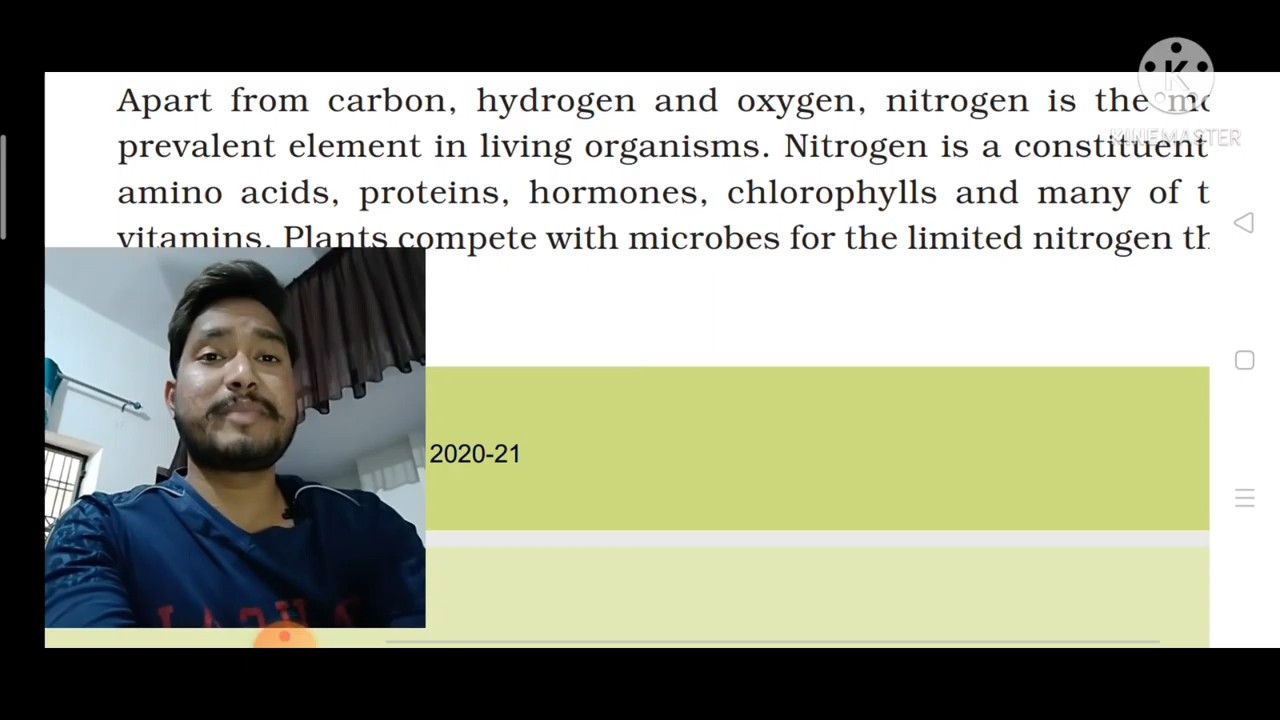 Apart from carbon, hydrogen and oxygen, nitrogen is the
prevalent element in living organisms. Nitrogen is a constituent
amino acids, proteins, hormones, chlorophylls and many of
vitamins. Plants compete with microbes for the limited nitrogen
2020-21
K
KINEMASTER